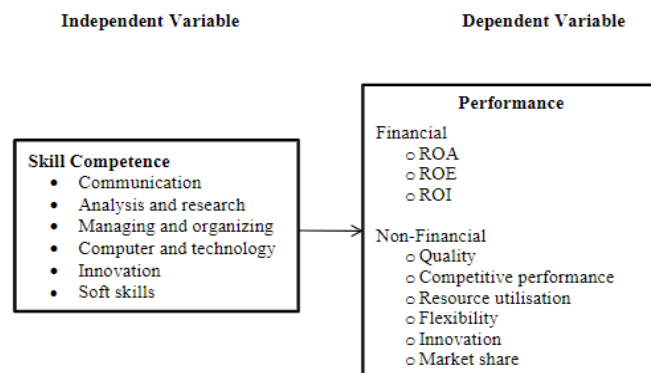 Independent Variable
Dependent Variable
Skill Competence
• Communication
• Analysis and research
• Managing and organizing
• Computer and technology
• Innovation
• Soft skills
Performance
Financial
o ROA
o ROE
o ROI
Non-Financial
o Quality
o Competitive performance
o Resource utilisation
o Flexibility
o Innovation
o Market share